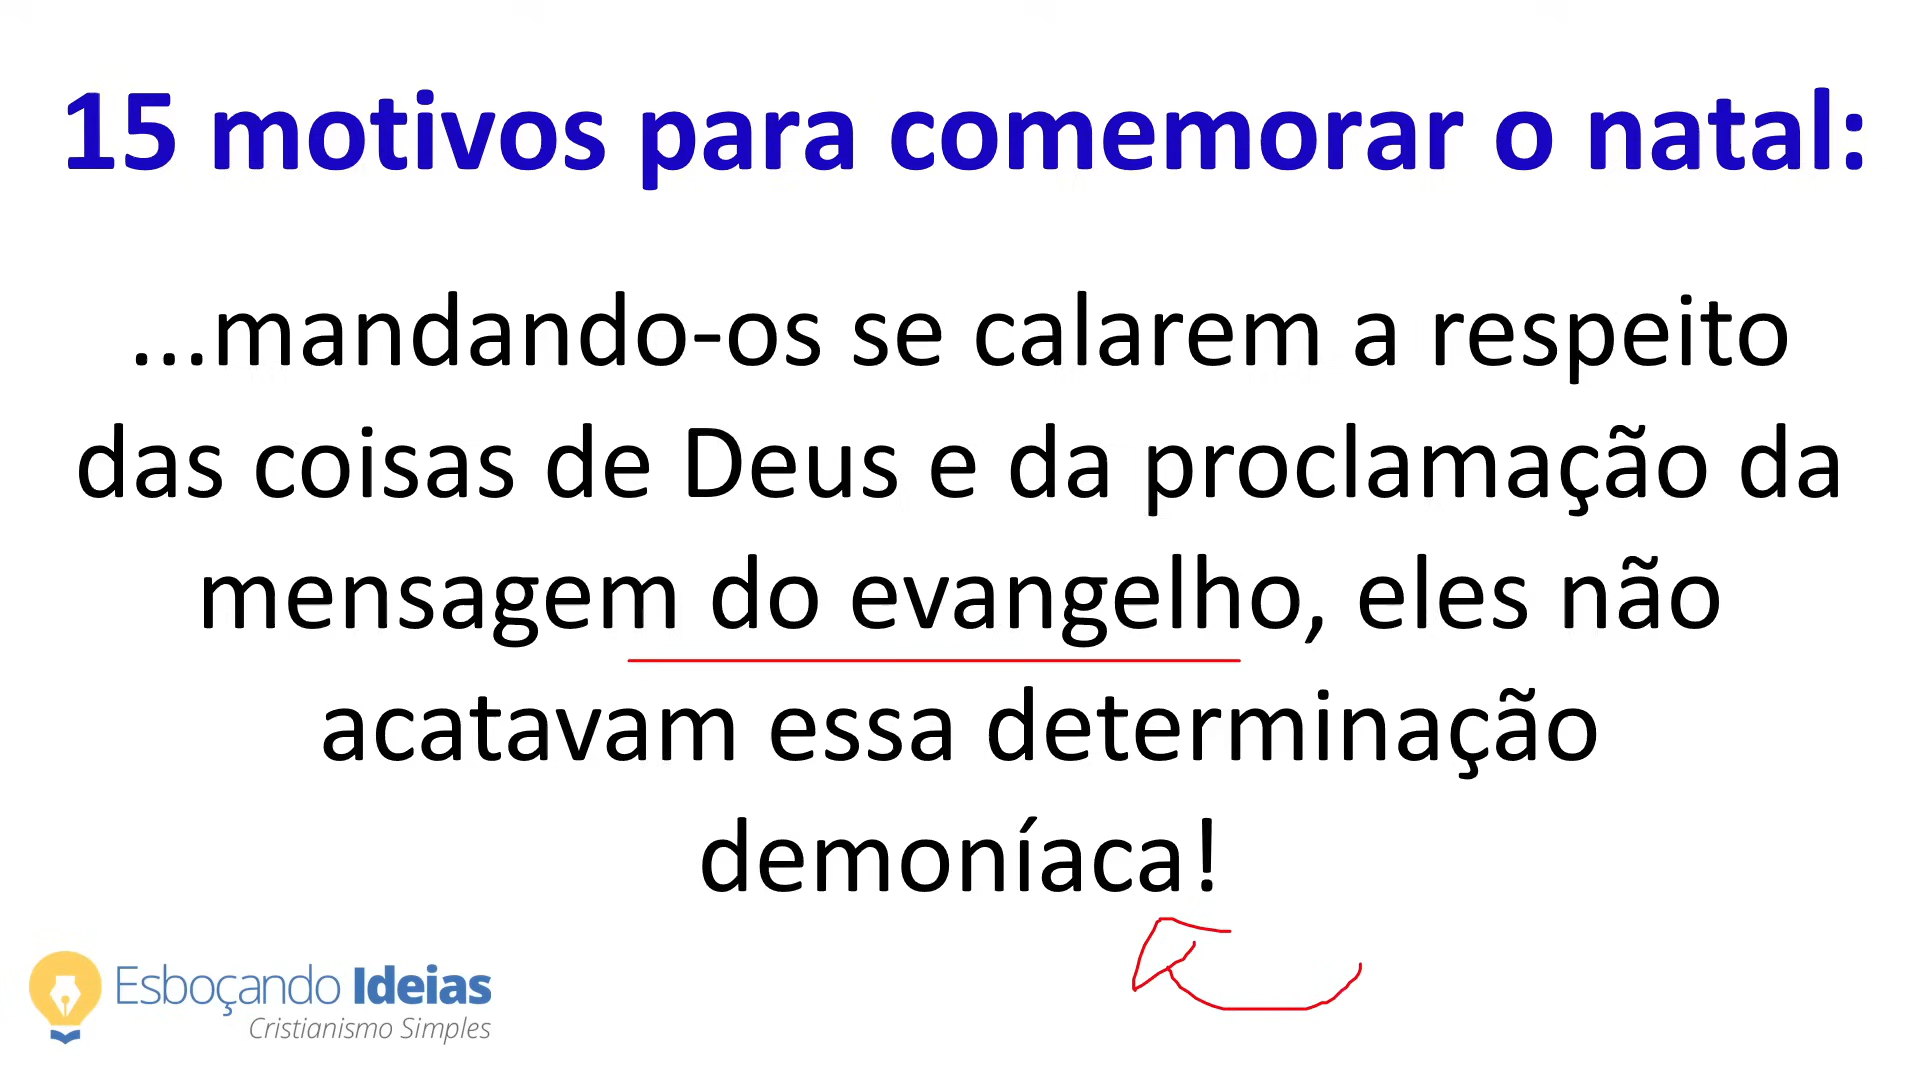 15 motivos para comemorar o natal:
...mandando-os se calarem a respeito
das coisas de Deus e da proclamação da
mensagem do evangelho, eles não
acatavam essa determinação
demoníaca!
Esboçando Ideias
Cristianismo Simples